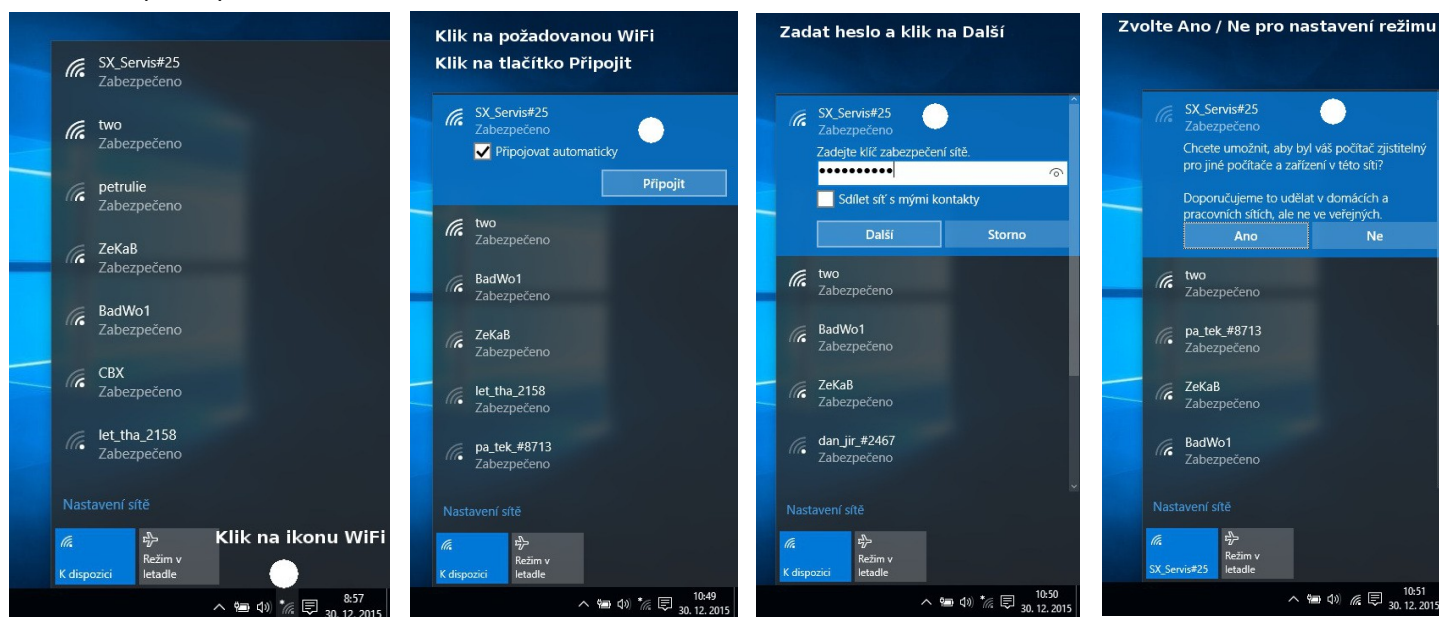 SX_Servis#25
Zabezpečeno
two
Zabezpečeno
petrulie
Zabezpečeno
ZeKaB
Zabezpečeno
BadWo1
Zabezpečeno
CBX
Zabezpečeno
let_tha_2158
Zabezpečeno
Nastavení sítě
Klik na ikonu WiFi
K dispozici
Režim v
letadle
8:57
30. 12. 2015
Klik na požadovanou WiFi
Klik na tlačítko Připojit
SX_Servis#25
Zabezpečeno
Připojovat automaticky
Připojit
two
Zabezpečeno
BadWo1
Zabezpečeno
ZeKaB
Zabezpečeno
let_tha_2158
Zabezpečeno
pa_tek_#8713
Zabezpečeno
Nastavení sítě
K dispozici
Režim v
letadle
10:49
30. 12. 2015
Zadat heslo a klik na Další
SX_Servis#25
Zabezpečeno
Zadejte klíč zabezpečení sítě.
Sdílet síť s mými kontakty
Další Storno
two
Zabezpečeno
BadWo1
Zabezpečeno
ZeKaB
Zabezpečeno
dan_jir_#2467
Zabezpečeno
Nastavení sítě
K dispozici
Režim v
letadle
10:50
30. 12. 2015
Zvolte Ano / Ne pro nastavení režimu
SX_Servis#25
Zabezpečeno
Chcete umožnit, aby byl váš počítač zjistitelný
pro jiné počítače a zařízení v této síti?
Doporučujeme to udělat v domácích a
pracovních sítích, ale ne ve veřejných.
Ano Ne
two
Zabezpečeno
pa_tek_#8713
Zabezpečeno
ZeKaB
Zabezpečeno
BadWo1
Zabezpečeno
Nastavení sítě
SX_Servis#25
Režim v
letadle
10:51
30. 12. 2015